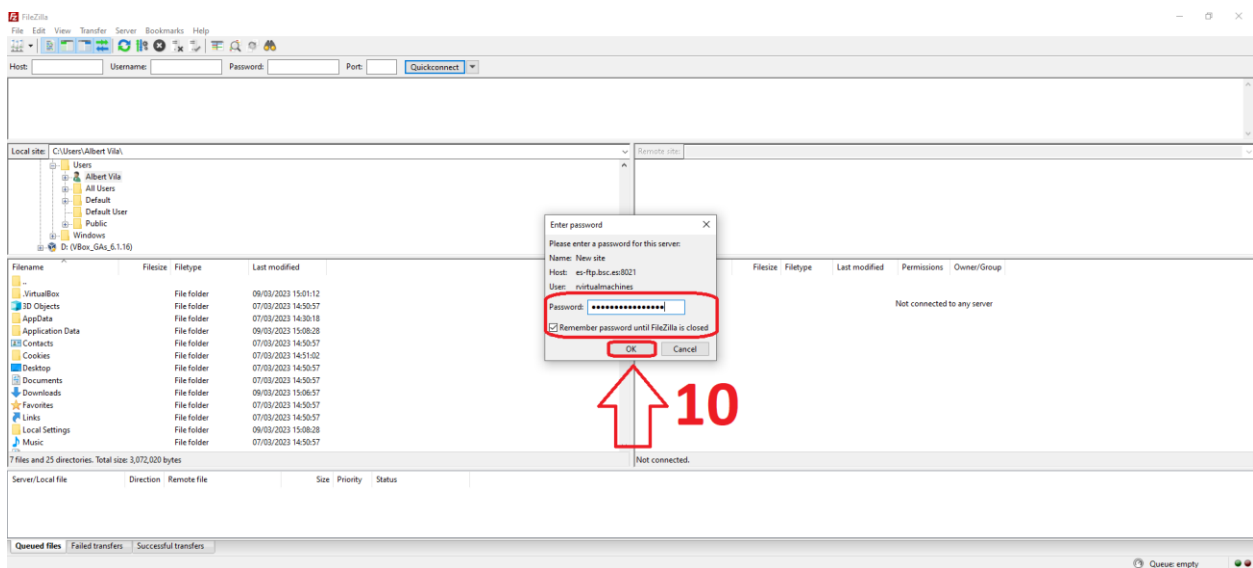 FileZilla
File Edit View Transfer Server Bookmarks Help
Host: Username: Password: Port: Quickconnect
Local site: C:\Users\Albert Vila\
Remote site:
Users
Albert Vila
All Users
Default
Default User
Public
Windows
D: (VBox_GAs_6.1.16)
Filename Filesize Filetype Last modified
..
.VirtualBox File folder 09/03/2023 15:01:12
3D Objects File folder 07/03/2023 14:50:57
AppData File folder 07/03/2023 14:30:18
Application Data File folder 09/03/2023 15:08:28
Contacts File folder 07/03/2023 14:50:57
Cookies File folder 07/03/2023 14:51:02
Desktop File folder 07/03/2023 14:50:57
Documents File folder 07/03/2023 14:50:57
Downloads File folder 09/03/2023 15:06:57
Favorites File folder 07/03/2023 14:50:57
Links File folder 07/03/2023 14:50:57
Local Settings File folder 09/03/2023 15:08:28
Music File folder 07/03/2023 14:50:57
7 files and 25 directories. Total size: 3,072,020 bytes
Enter password
Please enter a password for this server:
Name: New site
Host: es-ftp.bsc.es:8021
User: rvirtualmachines
Password: ••••••••••••••••
Remember password until FileZilla is closed
OK Cancel
10
Filesize Filetype Last modified Permissions Owner/Group
Not connected to any server
Not connected.
Server/Local file Direction Remote file Size Priority Status
Queued files Failed transfers Successful transfers
Queue: empty